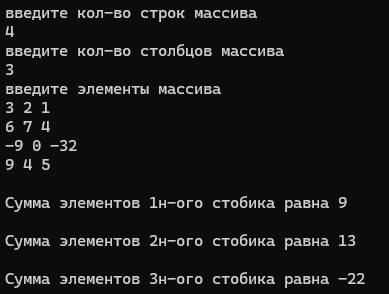 введите кол-во строк массива
4
введите кол-во столбцов массива
3
введите элементы массива
3 2 1
6 7 4
-9 0 -32
9 4 5
Сумма элементов 1н-ого стобика равна 9
Сумма элементов 2н-ого стобика равна 13
Сумма элементов 3н-ого стобика равна -22